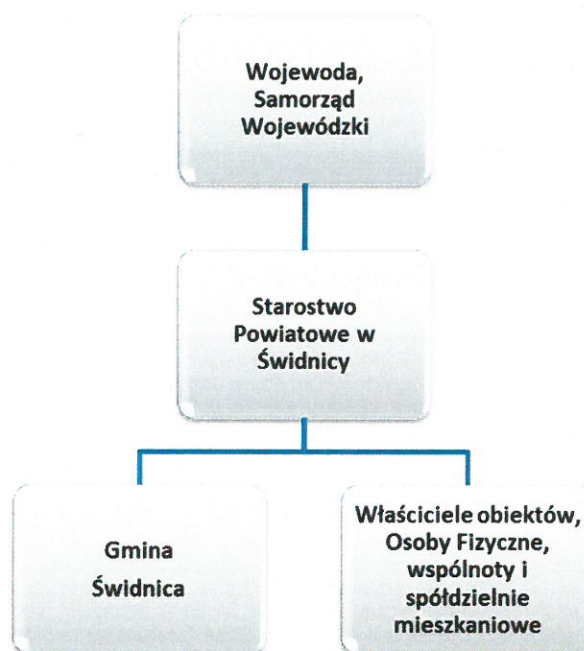 Wojewoda,
Samorząd
Wojewódzki
Starostwo
Powiatowe w
Świdnicy
Gmina
Świdnica
Właściciele obiektów,
Osoby Fizyczne,
wspólnoty i
spółdzielnie
mieszkaniowe